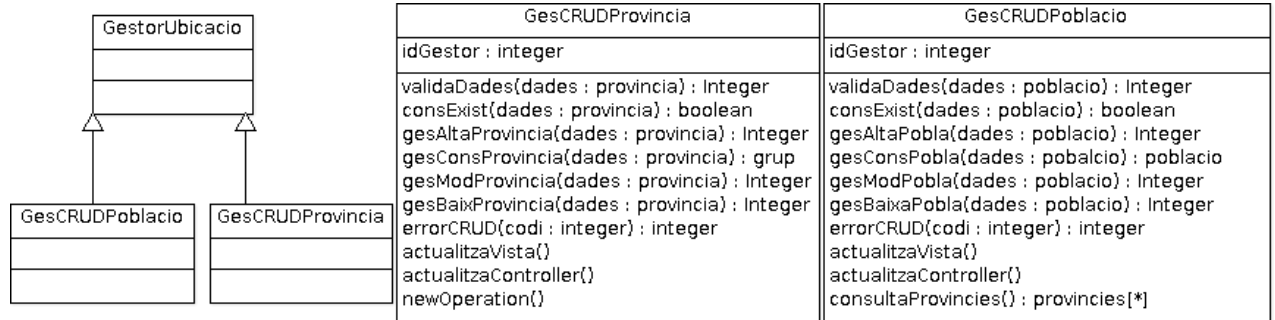 GestorUbicacio
GesCRUDPoblacio
GesCRUDProvincia
GesCRUDProvincia
idGestor : integer
validaDades(dades : provincia) : Integer
consExist(dades : provincia) : boolean
gesAltaProvincia(dades : provincia) : Integer
gesConsProvincia(dades : provincia) : grup
gesModProvincia(dades : provincia) : Integer
gesBaixProvincia(dades : provincia) : Integer
errorCRUD(codi : integer) : integer
actualitzaVista()
actualitzaController()
newOperation()
GesCRUDPoblacio
idGestor : integer
validaDades(dades : poblacio) : Integer
consExist(dades : poblacio) : boolean
gesAltaPobla(dades : poblacio) : Integer
gesConsPobla(dades : pobalcio) : poblacio
gesModPobla(dades : poblacio) : Integer
gesBaixaPobla(dades : poblacio) : Integer
errorCRUD(codi : integer) : integer
actualitzaVista()
actualitzaController()
consultaProvincies() : provincies[*]